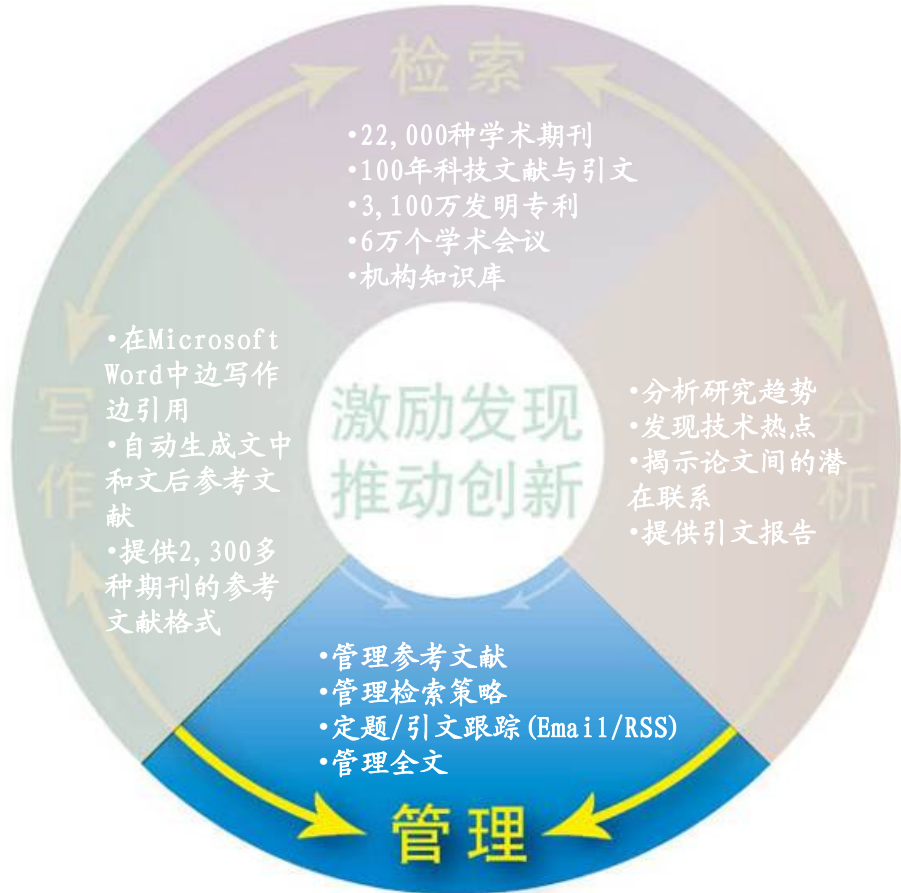 检索
•22,000种学术期刊
•100年科技文献与引文
•3,100万发明专利
•6万个学术会议
•机构知识库
写作
•在Microsoft
Word中边写作
边引用
•自动生成文中
和文后参考文
献
•提供2,300多
种期刊的参考
文献格式
激励发现
推动创新
分析
•分析研究趋势
•发现技术热点
•揭示论文间的潜
在联系
•提供引文报告
•管理参考文献
•管理检索策略
•定题/引文跟踪(Email/RSS)
•管理全文
管理